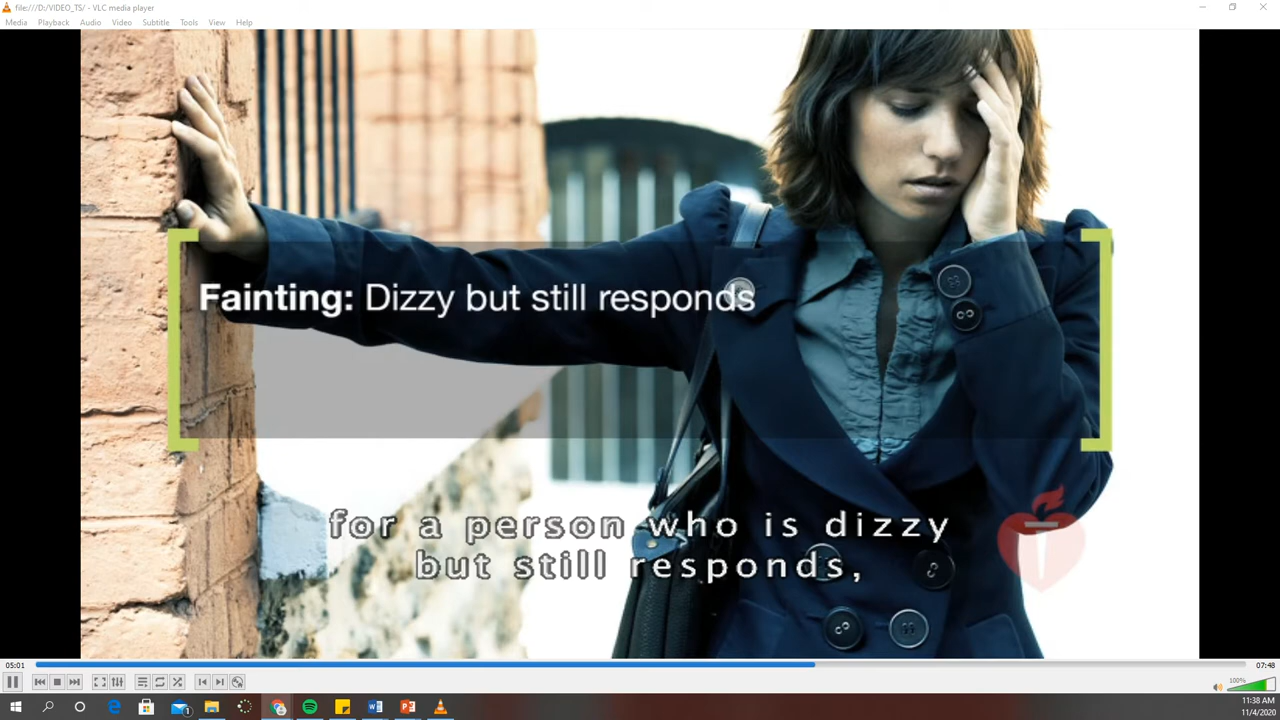 file:///D:/VIDEO_TS/ - VLC media player
Media Playback Audio Video Subtitle Tools View Help
Fainting: Dizzy but still responds
for a person who is dizzy
but still responds,
05:01
07:48
100%
11:38 AM
11/4/2020